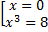 [x = 0
x³ = 8